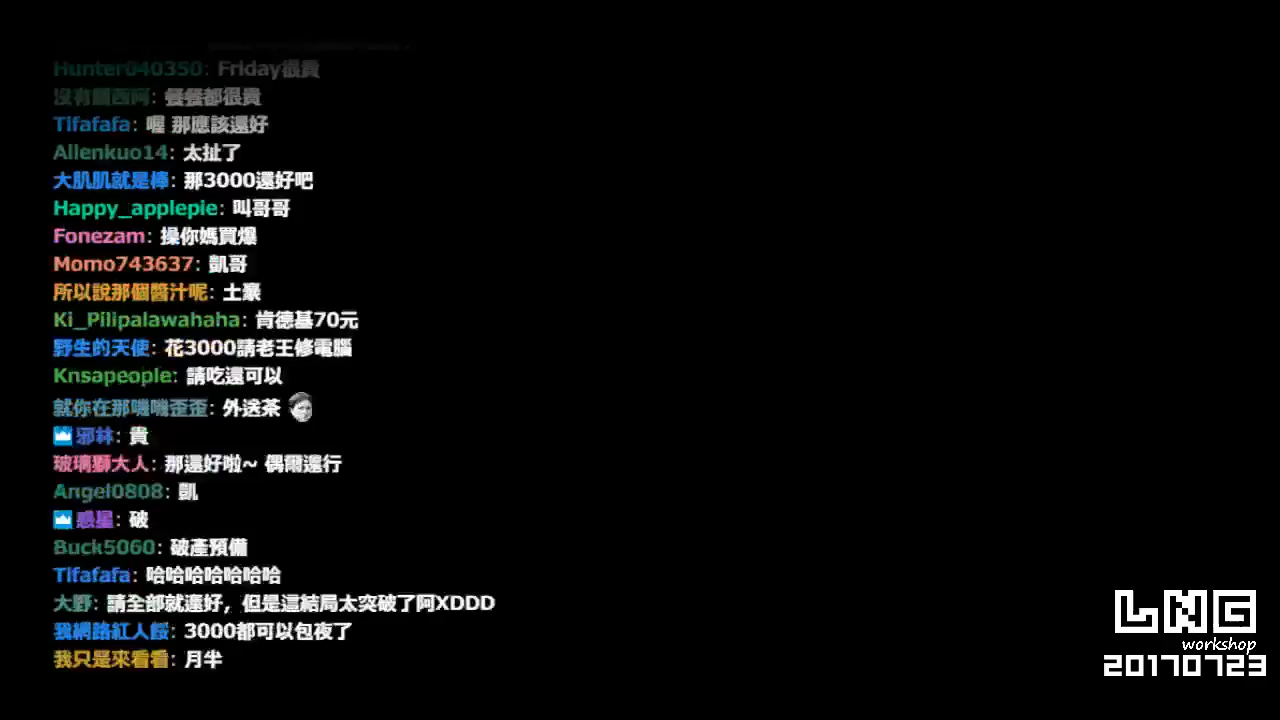 Hunter040350: Friday很貴
沒有關西阿: 餐餐都很貴
Tifafafa: 喔 那應該還好
Allenkuo14: 太扯了
大肌肌就是棒: 那3000還好吧
Happy_applepie: 叫哥哥
Fonezam: 操你媽買爆
Momo743637: 凱哥
所以說那個醬汁呢: 土豪
Ki_Pilipalawahaha: 肯德基70元
野生的天使: 花3000請老王修電腦
Knsapeople: 請吃還可以
就你在那嘰嘰歪歪: 外送茶
邪林: 貴
玻璃獅大人: 那還好啦~ 偶爾還行
Angel0808: 凱
惑星: 破
Buck5060: 破產預備
Tifafafa: 哈哈哈哈哈哈哈
大野: 請全部就還好，但是這結局太突破了阿XDDD
我網路紅人餒: 3000都可以包夜了
我只是來看看: 月半
LNG
workshop
20170723